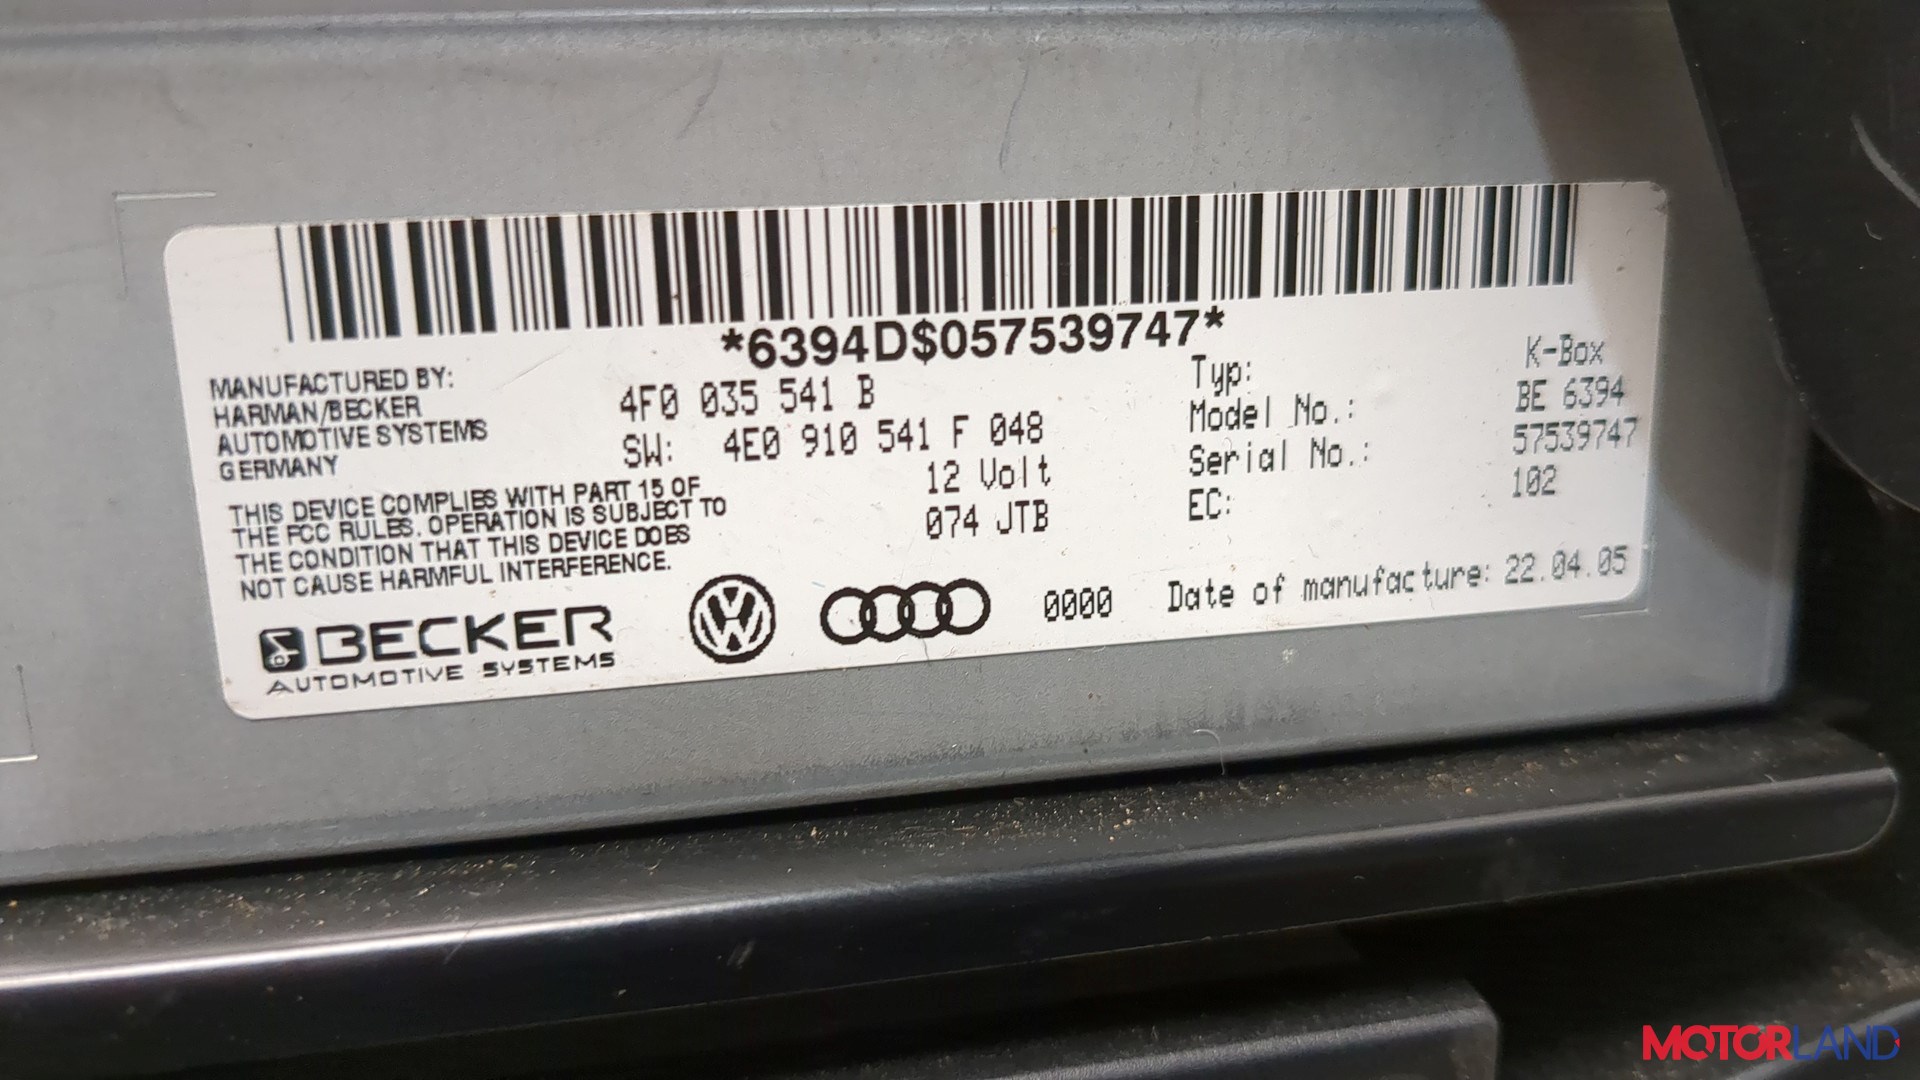 *6394D$057539747*
MANUFACTURED BY:
HARMAN/BECKER
AUTOMOTIVE SYSTEMS
GERMANY
THIS DEVICE COMPLIES WITH PART 15 OF
THE FCC RULES. OPERATION IS SUBJECT TO
THE CONDITION THAT THIS DEVICE DOES
NOT CAUSE HARMFUL INTERFERENCE.
4F0 035 541 B
SW: 4E0 910 541 F 048
12 Volt
074 JTB
Typ: K-Box
Model No.: BE 6394
Serial No.: 57539747
EC: 102
BECKER
AUTOMOTIVE SYSTEMS
0000
Date of manufacture: 22.04.05
MOTORLAND